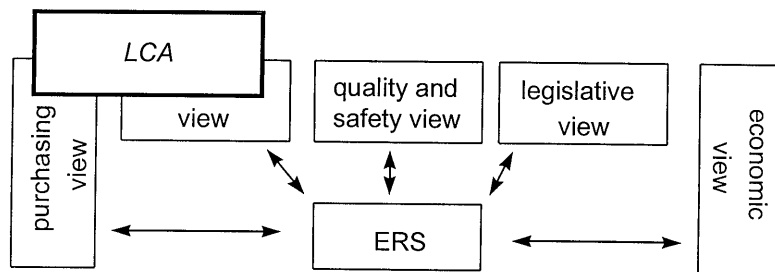 LCA
purchasing
view
view
quality and
safety view
legislative
view
economic
view
ERS